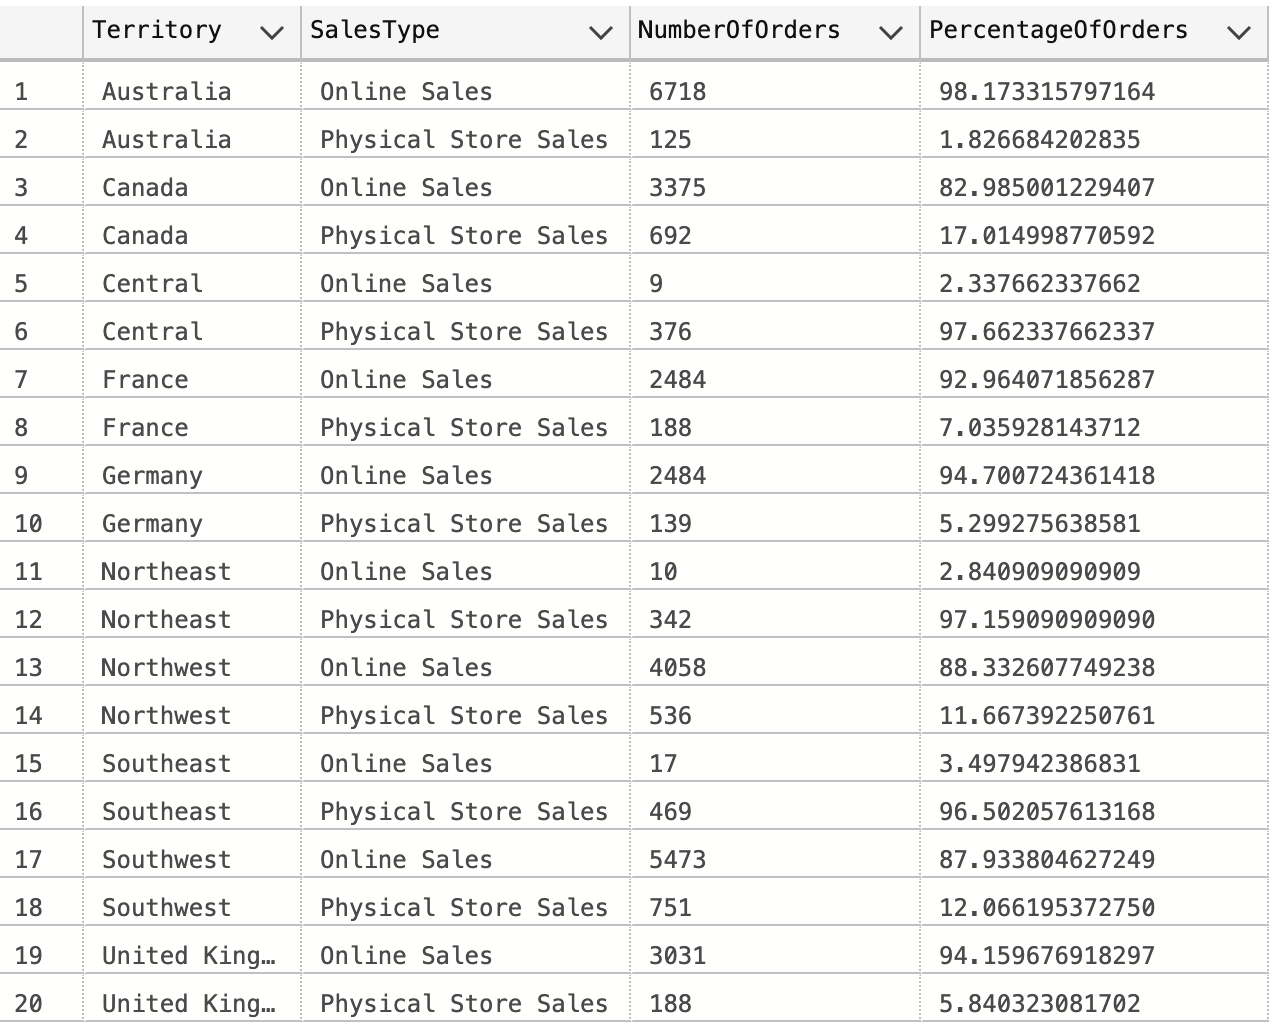 Territory SalesType NumberOfOrders PercentageOfOrders
1 Australia Online Sales 6718 98.173315797164
2 Australia Physical Store Sales 125 1.826684202835
3 Canada Online Sales 3375 82.985001229407
4 Canada Physical Store Sales 692 17.014998770592
5 Central Online Sales 9 2.337662337662
6 Central Physical Store Sales 376 97.662337662337
7 France Online Sales 2484 92.964071856287
8 France Physical Store Sales 188 7.035928143712
9 Germany Online Sales 2484 94.700724361418
10 Germany Physical Store Sales 139 5.299275638581
11 Northeast Online Sales 10 2.840909090909
12 Northeast Physical Store Sales 342 97.159090909090
13 Northwest Online Sales 4058 88.332607749238
14 Northwest Physical Store Sales 536 11.667392250761
15 Southeast Online Sales 17 3.497942386831
16 Southeast Physical Store Sales 469 96.502057613168
17 Southwest Online Sales 5473 87.933804627249
18 Southwest Physical Store Sales 751 12.066195372750
19 United King… Online Sales 3031 94.159676918297
20 United King… Physical Store Sales 188 5.840323081702